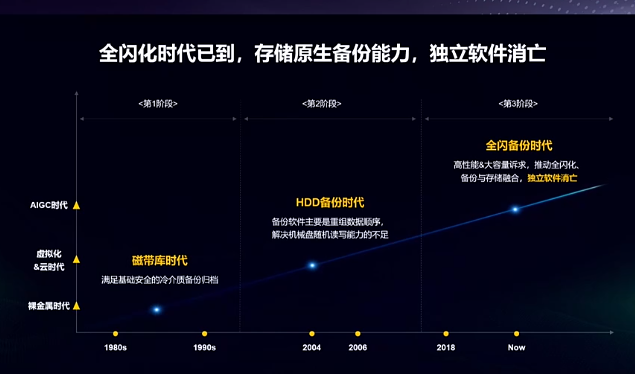 全闪化时代已到，存储原生备份能力，独立软件消亡
<第1阶段>
<第2阶段>
<第3阶段>
全闪备份时代
高性能&大容量诉求，推动全闪化、
备份与存储融合，独立软件消亡
HDD备份时代
备份软件主要是重组数据顺序，
解决机械盘随机读写能力的不足
磁带库时代
满足基础安全的冷介质备份归档
AIGC时代
虚拟化
&云时代
裸金属时代
1980s
1990s
2004
2006
2018
Now